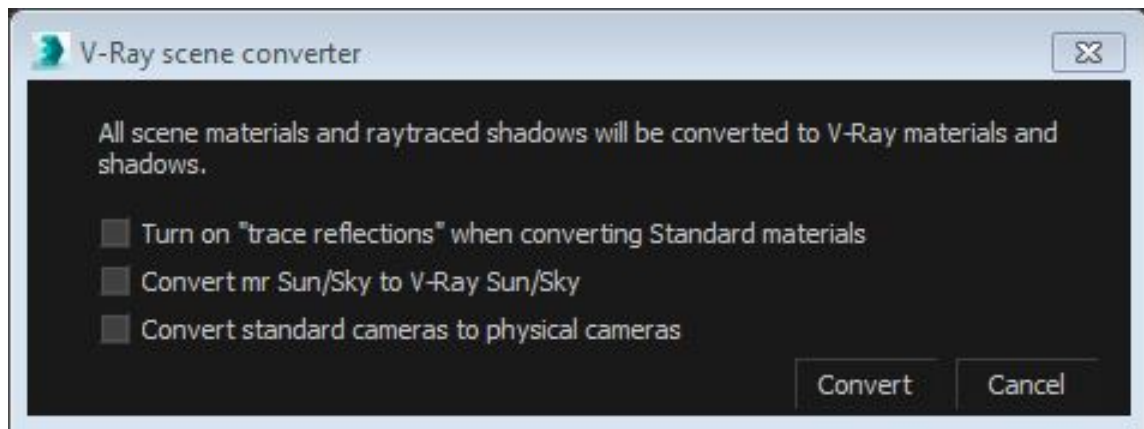 V-Ray scene converter
All scene materials and raytraced shadows will be converted to V-Ray materials and
shadows.
Turn on "trace reflections" when converting Standard materials
Convert mr Sun/Sky to V-Ray Sun/Sky
Convert standard cameras to physical cameras
Convert Cancel